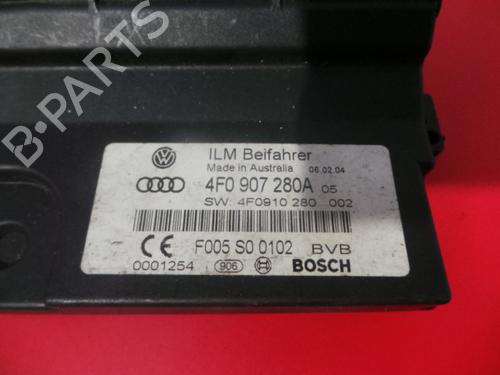 B-PARTS
ILM Beifahrer
Made in Australia 06.02.04
4F0 907 280A 05
SW: 4F0910 280 002
CE F005 S0 0102 BVB
0001254 906 BOSCH